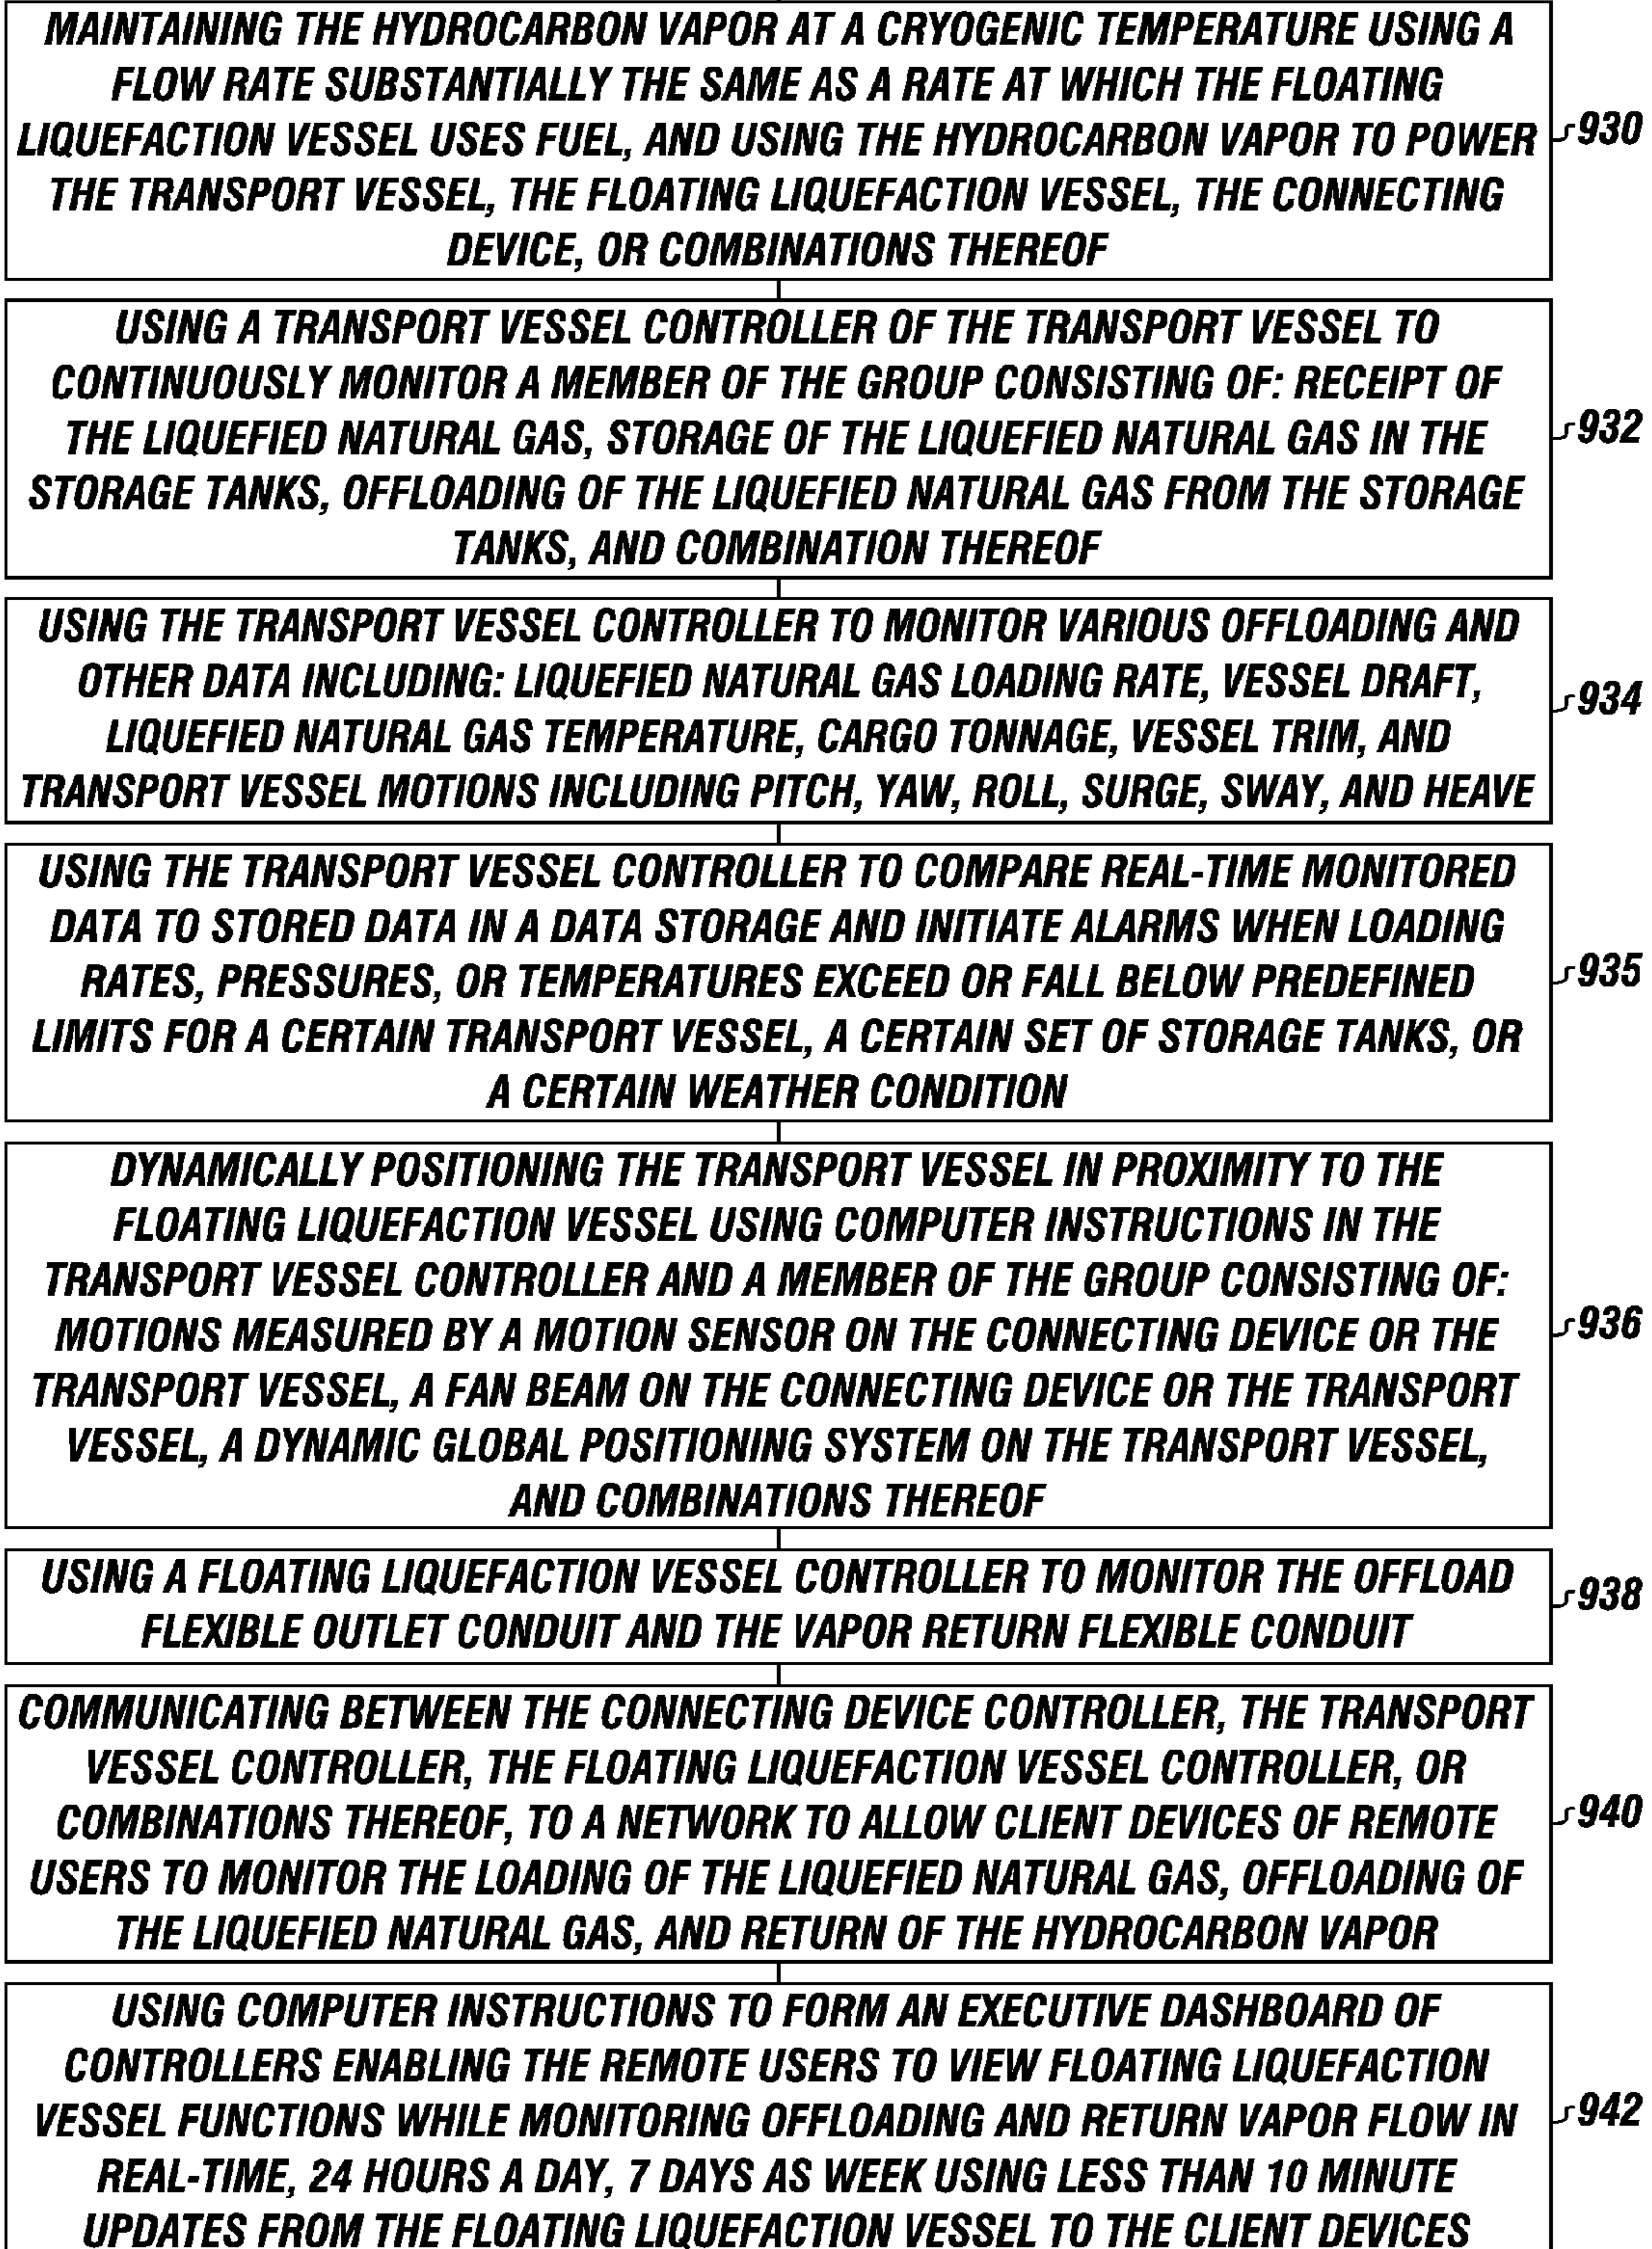 MAINTAINING THE HYDROCARBON VAPOR AT A CRYOGENIC TEMPERATURE USING A
FLOW RATE SUBSTANTIALLY THE SAME AS A RATE AT WHICH THE FLOATING
LIQUEFACTION VESSEL USES FUEL, AND USING THE HYDROCARBON VAPOR TO POWER
THE TRANSPORT VESSEL, THE FLOATING LIQUEFACTION VESSEL, THE CONNECTING
DEVICE, OR COMBINATIONS THEREOF
930
USING A TRANSPORT VESSEL CONTROLLER OF THE TRANSPORT VESSEL TO
CONTINUOUSLY MONITOR A MEMBER OF THE GROUP CONSISTING OF: RECEIPT OF
THE LIQUEFIED NATURAL GAS, STORAGE OF THE LIQUEFIED NATURAL GAS IN THE
STORAGE TANKS, OFFLOADING OF THE LIQUEFIED NATURAL GAS FROM THE STORAGE
TANKS, AND COMBINATION THEREOF
932
USING THE TRANSPORT VESSEL CONTROLLER TO MONITOR VARIOUS OFFLOADING AND
OTHER DATA INCLUDING: LIQUEFIED NATURAL GAS LOADING RATE, VESSEL DRAFT,
LIQUEFIED NATURAL GAS TEMPERATURE, CARGO TONNAGE, VESSEL TRIM, AND
TRANSPORT VESSEL MOTIONS INCLUDING PITCH, YAW, ROLL, SURGE, SWAY, AND HEAVE
934
USING THE TRANSPORT VESSEL CONTROLLER TO COMPARE REAL-TIME MONITORED
DATA TO STORED DATA IN A DATA STORAGE AND INITIATE ALARMS WHEN LOADING
RATES, PRESSURES, OR TEMPERATURES EXCEED OR FALL BELOW PREDEFINED
LIMITS FOR A CERTAIN TRANSPORT VESSEL, A CERTAIN SET OF STORAGE TANKS, OR
A CERTAIN WEATHER CONDITION
935
DYNAMICALLY POSITIONING THE TRANSPORT VESSEL IN PROXIMITY TO THE
FLOATING LIQUEFACTION VESSEL USING COMPUTER INSTRUCTIONS IN THE
TRANSPORT VESSEL CONTROLLER AND A MEMBER OF THE GROUP CONSISTING OF:
MOTIONS MEASURED BY A MOTION SENSOR ON THE CONNECTING DEVICE OR THE
TRANSPORT VESSEL, A FAN BEAM ON THE CONNECTING DEVICE OR THE TRANSPORT
VESSEL, A DYNAMIC GLOBAL POSITIONING SYSTEM ON THE TRANSPORT VESSEL,
AND COMBINATIONS THEREOF
936
USING A FLOATING LIQUEFACTION VESSEL CONTROLLER TO MONITOR THE OFFLOAD
FLEXIBLE OUTLET CONDUIT AND THE VAPOR RETURN FLEXIBLE CONDUIT
938
COMMUNICATING BETWEEN THE CONNECTING DEVICE CONTROLLER, THE TRANSPORT
VESSEL CONTROLLER, THE FLOATING LIQUEFACTION VESSEL CONTROLLER, OR
COMBINATIONS THEREOF, TO A NETWORK TO ALLOW CLIENT DEVICES OF REMOTE
USERS TO MONITOR THE LOADING OF THE LIQUEFIED NATURAL GAS, OFFLOADING OF
THE LIQUEFIED NATURAL GAS, AND RETURN OF THE HYDROCARBON VAPOR
940
USING COMPUTER INSTRUCTIONS TO FORM AN EXECUTIVE DASHBOARD OF
CONTROLLERS ENABLING THE REMOTE USERS TO VIEW FLOATING LIQUEFACTION
VESSEL FUNCTIONS WHILE MONITORING OFFLOADING AND RETURN VAPOR FLOW IN
REAL-TIME, 24 HOURS A DAY, 7 DAYS AS WEEK USING LESS THAN 10 MINUTE
UPDATES FROM THE FLOATING LIQUEFACTION VESSEL TO THE CLIENT DEVICES
942